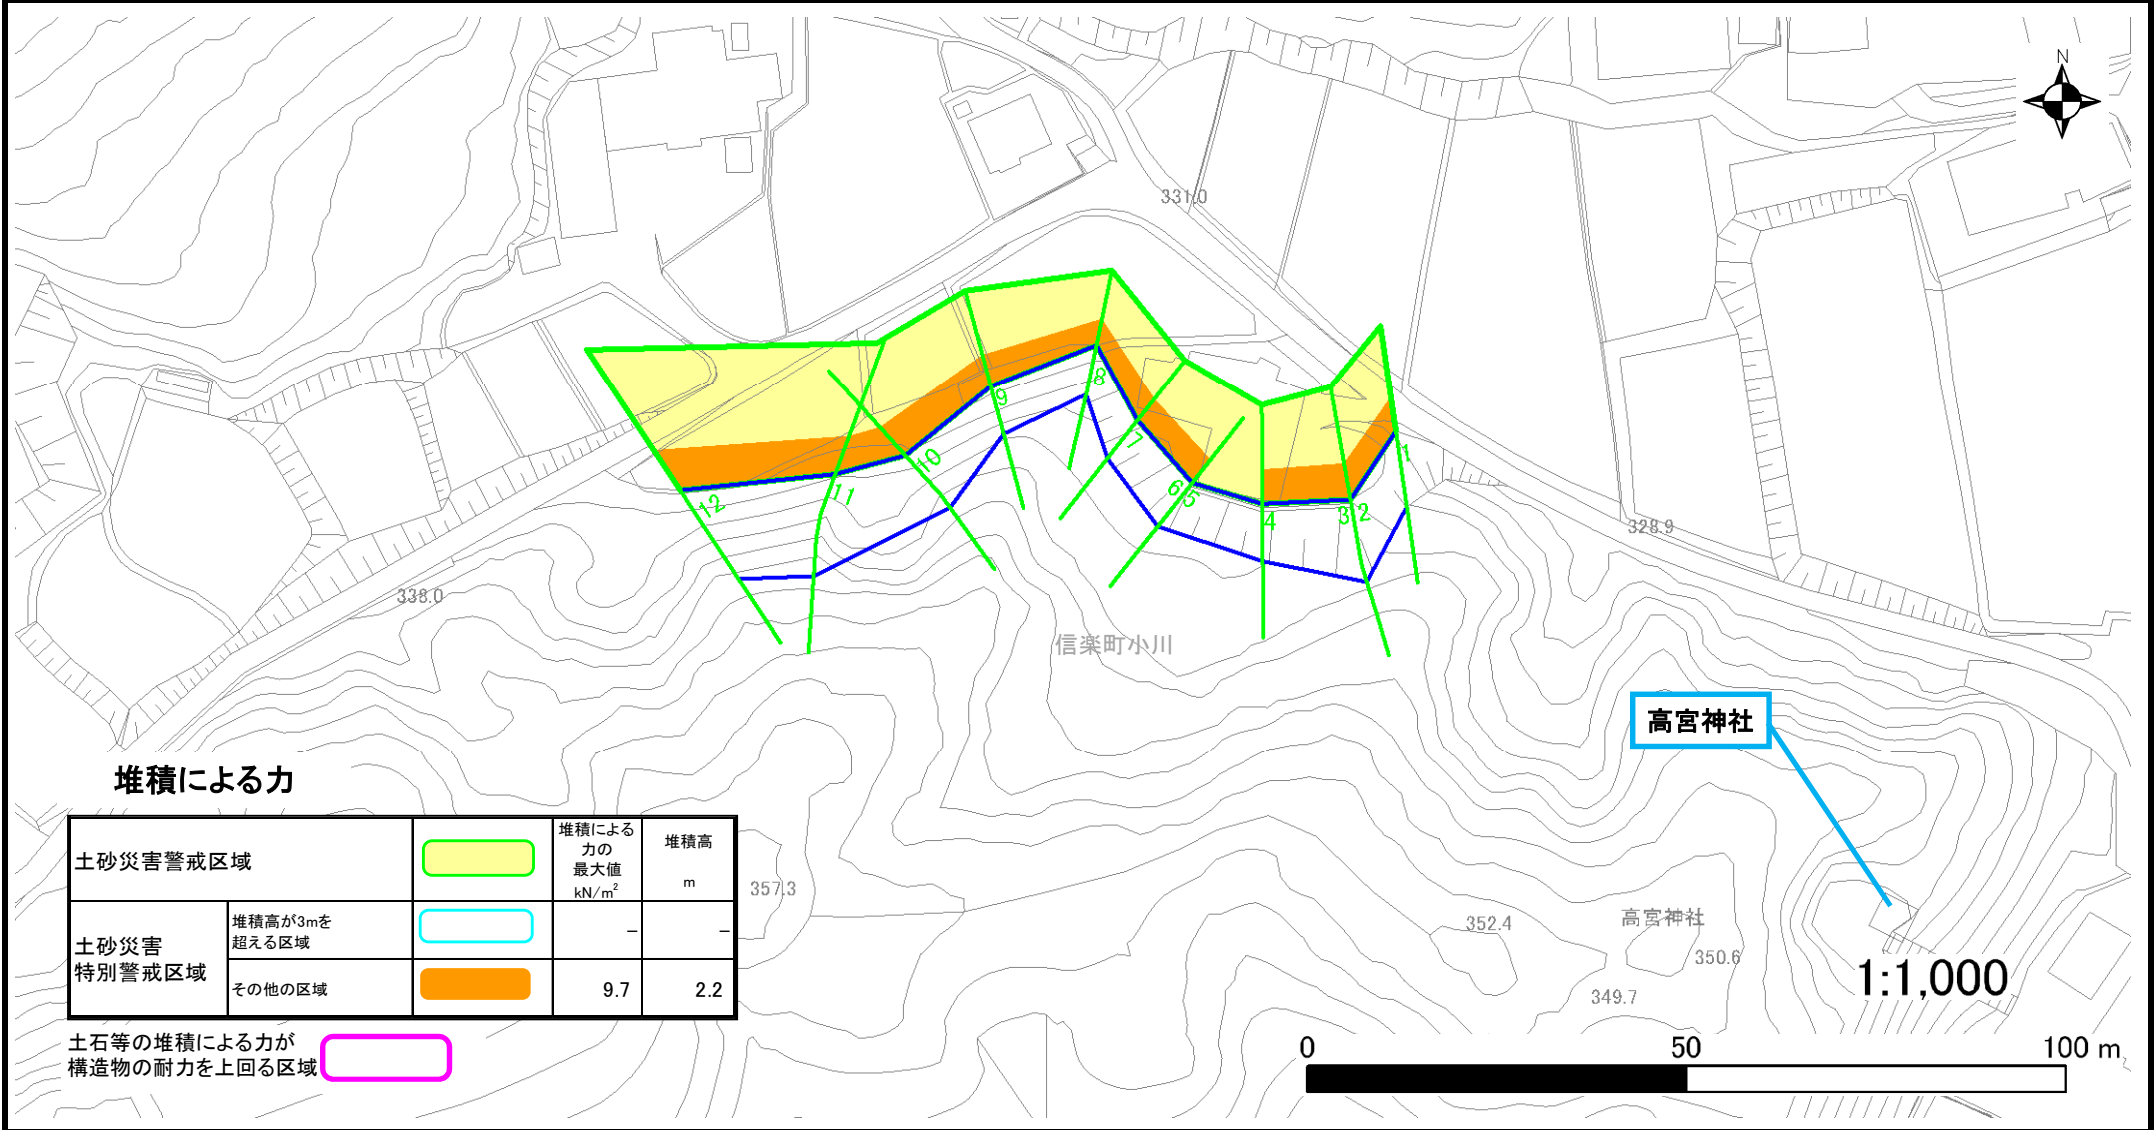 N
331.0
328.9
338.0
9
8
7
10
11
12
6
5
4
3
2
1
信楽町小川
高宮神社
堆積による力
土砂災害警戒区域
堆積による
力の
最大値
kN/m²
堆積高
m
土砂災害
特別警戒区域
堆積高が3mを
超える区域
–
–
その他の区域
9.7
2.2
土石等の堆積による力が
構造物の耐力を上回る区域
357.3
352.4
高宮神社
350.6
349.7
1:1,000
0
50
100 m